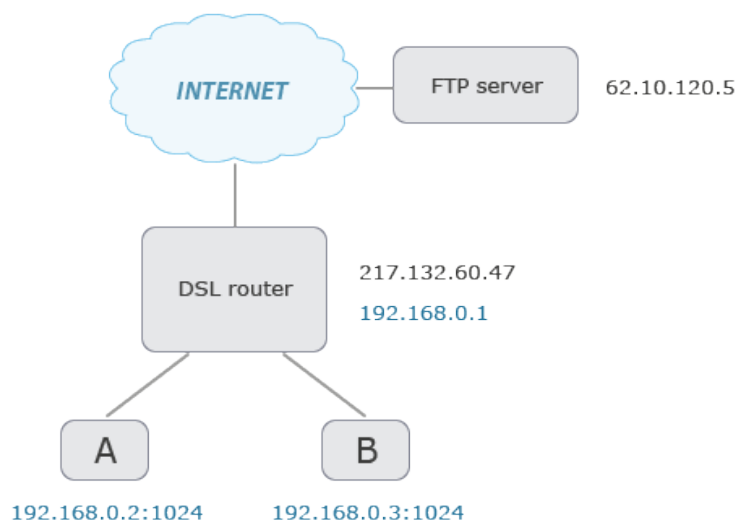 INTERNET
FTP server
62.10.120.5
DSL router
217.132.60.47
192.168.0.1
A
B
192.168.0.2:1024
192.168.0.3:1024